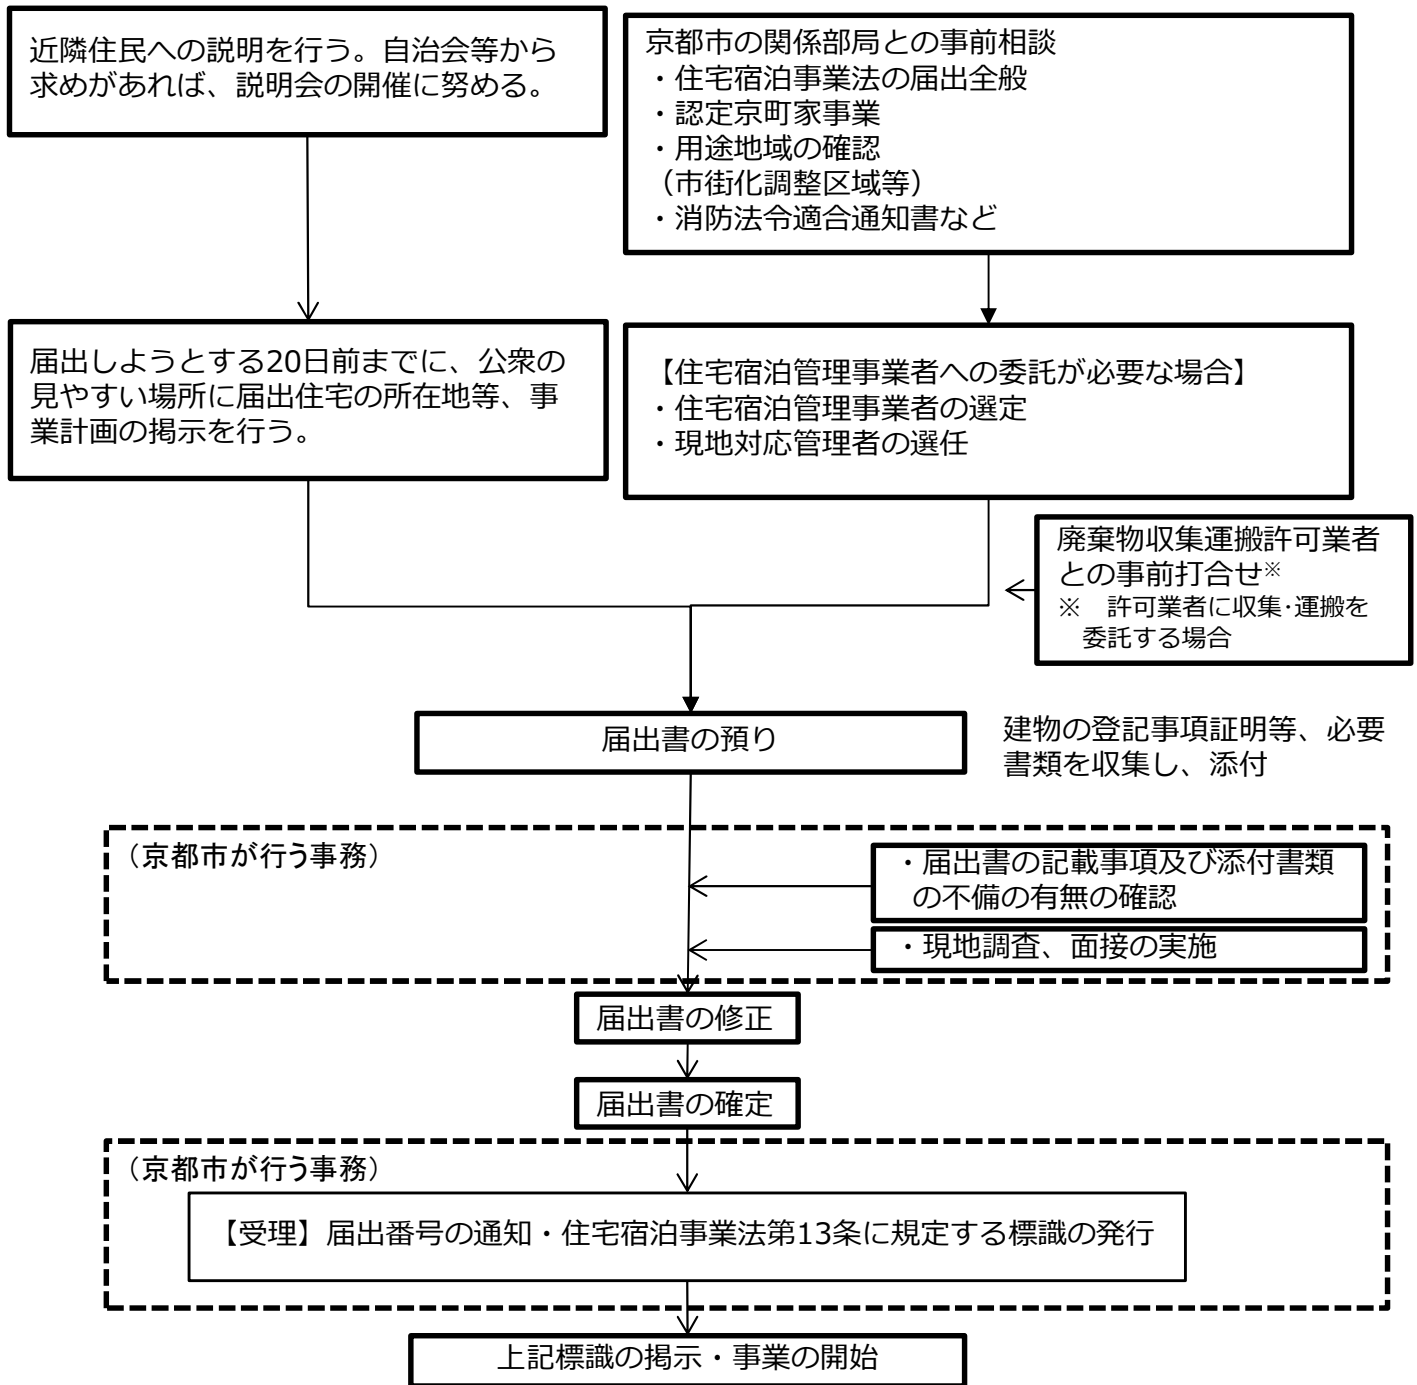 近隣住民への説明を行う。自治会等から
求めがあれば、説明会の開催に努める。
京都市の関係部局との事前相談
・住宅宿泊事業法の届出全般
・認定京町家事業
・用途地域の確認
（市街化調整区域等）
・消防法令適合通知書など
届出しようとする20日前までに、公衆の
見やすい場所に届出住宅の所在地等、事
業計画の掲示を行う。
【住宅宿泊管理事業者への委託が必要な場合】
・住宅宿泊管理事業者の選定
・現地対応管理者の選任
廃棄物収集運搬許可業者
との事前打合せ※
※　許可業者に収集･運搬を
委託する場合
届出書の預り
建物の登記事項証明等、必要
書類を収集し、添付
（京都市が行う事務）
・届出書の記載事項及び添付書類
の不備の有無の確認
・現地調査、面接の実施
届出書の修正
届出書の確定
（京都市が行う事務）
【受理】届出番号の通知・住宅宿泊事業法第13条に規定する標識の発行
上記標識の掲示・事業の開始